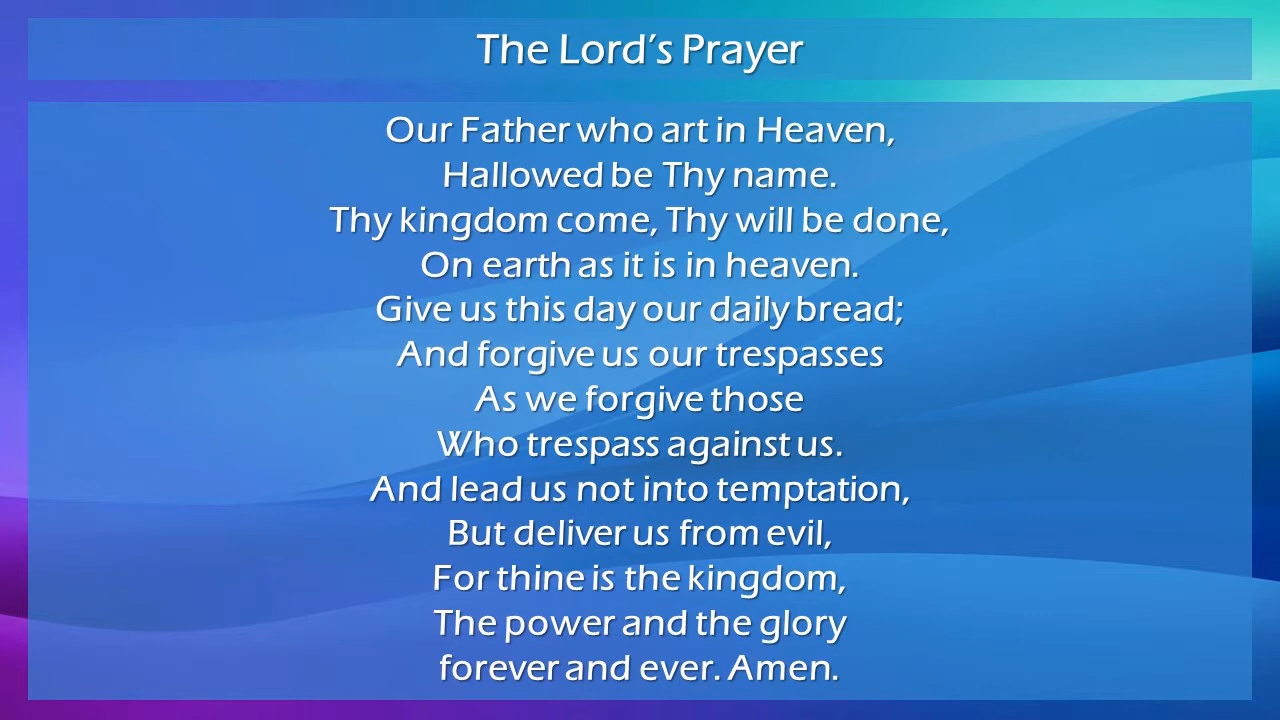 The Lord’s Prayer
Our Father who art in Heaven,
Hallowed be Thy name.
Thy kingdom come, Thy will be done,
On earth as it is in heaven.
Give us this day our daily bread;
And forgive us our trespasses
As we forgive those
Who trespass against us.
And lead us not into temptation,
But deliver us from evil,
For thine is the kingdom,
The power and the glory
forever and ever. Amen.